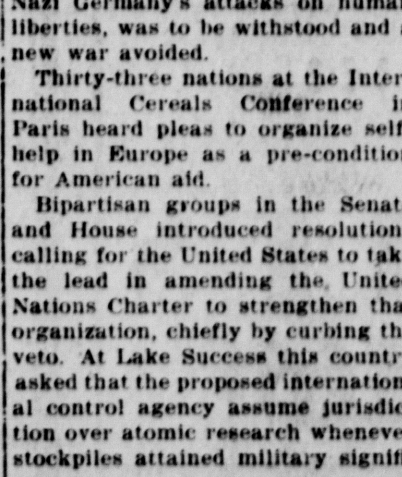 Nazi Germany's attacks on huma
liberties, was to be withstood and a
new war avoided.
Thirty-three nations at the Inter
national Cereals Conference i
Paris heard pleas to organize self
help in Europe as a pre-conditio
for American aid.
Bipartisan groups in the Senat
and House introduced resolution
calling for the United States to tak
the lead in amending the Unite
Nations Charter to strengthen tha
organization, chiefly by curbing th
veto. At Lake Success this countr
asked that the proposed internation
al control agency assume jurisdic
tion over atomic research wheneve
stockpiles attained military signifi